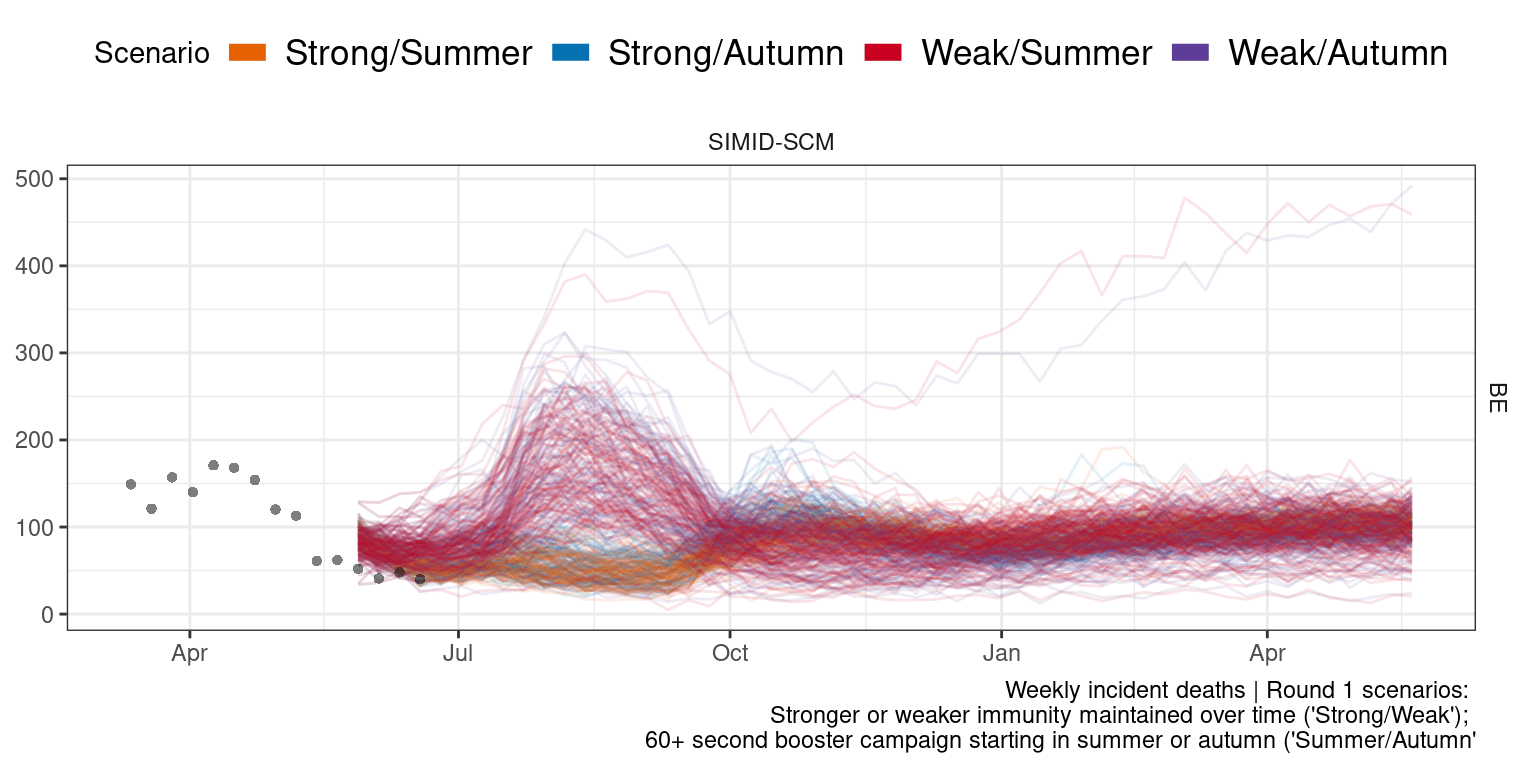 Scenario Strong/Summer Strong/Autumn Weak/Summer Weak/Autumn
SIMID-SCM
500
400
300
200
100
0
BE
Apr Jul Oct Jan Apr
Weekly incident deaths | Round 1 scenarios:
Stronger or weaker immunity maintained over time ('Strong/Weak');
60+ second booster campaign starting in summer or autumn ('Summer/Autumn'